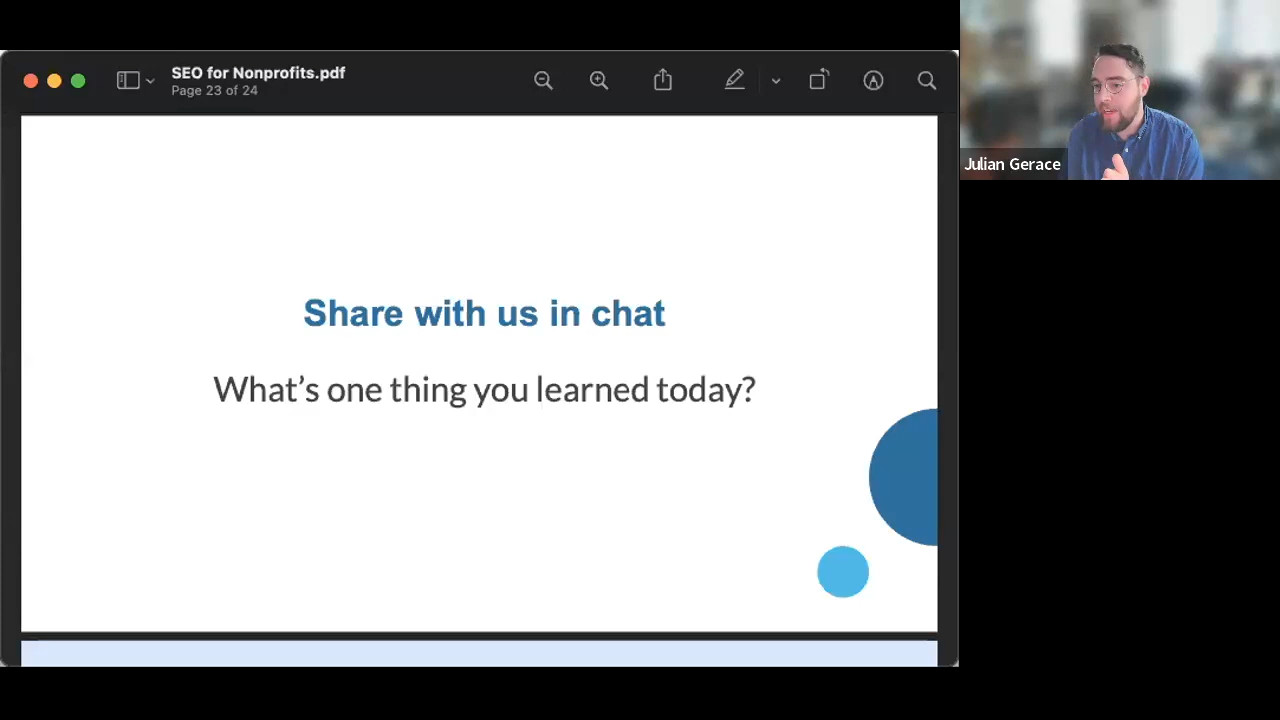 SEO for Nonprofits.pdf
Page 23 of 24
Julian Gerace
Share with us in chat
What's one thing you learned today?